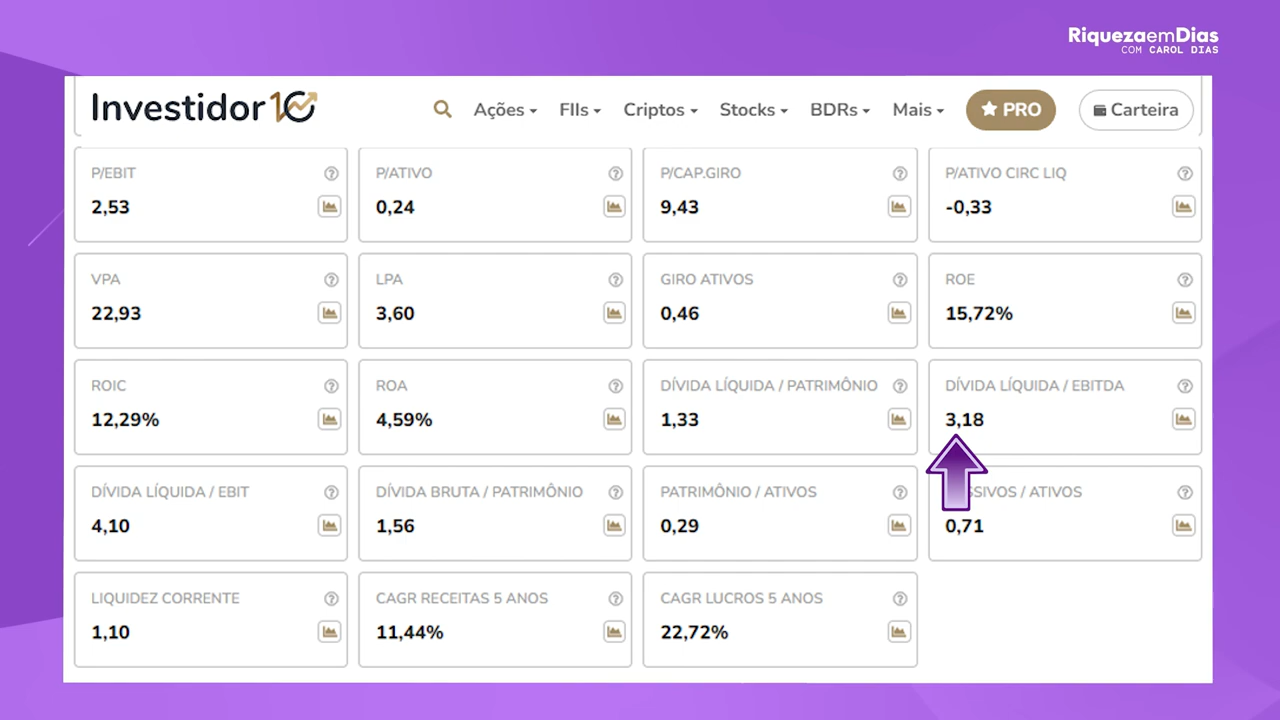 RiquezaemDias
COM CAROL DIAS
Investidor 10
Ações
FIIs
Criptos
Stocks
BDRs
Mais
PRO
Carteira
P/EBIT
2,53
P/ATIVO
0,24
P/CAP.GIRO
9,43
P/ATIVO CIRC LIQ
-0,33
VPA
22,93
LPA
3,60
GIRO ATIVOS
0,46
ROE
15,72%
ROIC
12,29%
ROA
4,59%
DÍVIDA LÍQUIDA / PATRIMÔNIO
1,33
DÍVIDA LÍQUIDA / EBITDA
3,18
DÍVIDA LÍQUIDA / EBIT
4,10
DÍVIDA BRUTA / PATRIMÔNIO
1,56
PATRIMÔNIO / ATIVOS
0,29
SSIVOS / ATIVOS
0,71
LIQUIDEZ CORRENTE
1,10
CAGR RECEITAS 5 ANOS
11,44%
CAGR LUCROS 5 ANOS
22,72%